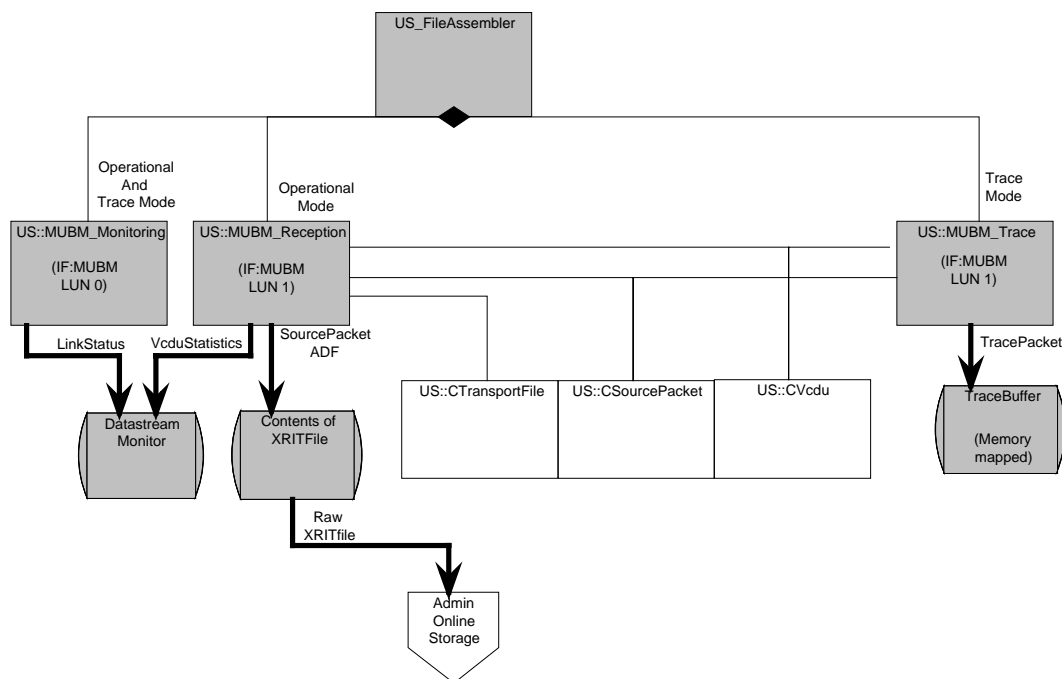 US_FileAssembler
Operational
And
Trace Mode
Operational
Mode
Trace
Mode
US::MUBM_Monitoring
(IF:MUBM
LUN 0)
US::MUBM_Reception
(IF:MUBM
LUN 1)
US::MUBM_Trace
(IF:MUBM
LUN 1)
LinkStatus
VcduStatistics
SourcePacket
ADF
TracePacket
US::CTransportFile
US::CSourcePacket
US::CVcdu
Datastream
Monitor
Contents of
XRITFile
TraceBuffer
(Memory
mapped)
Raw
XRITfile
Admin
Online
Storage